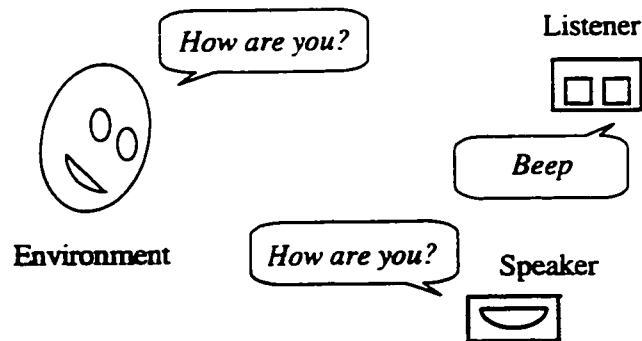 How are you?
Listener
Beep
Environment
How are you?
Speaker